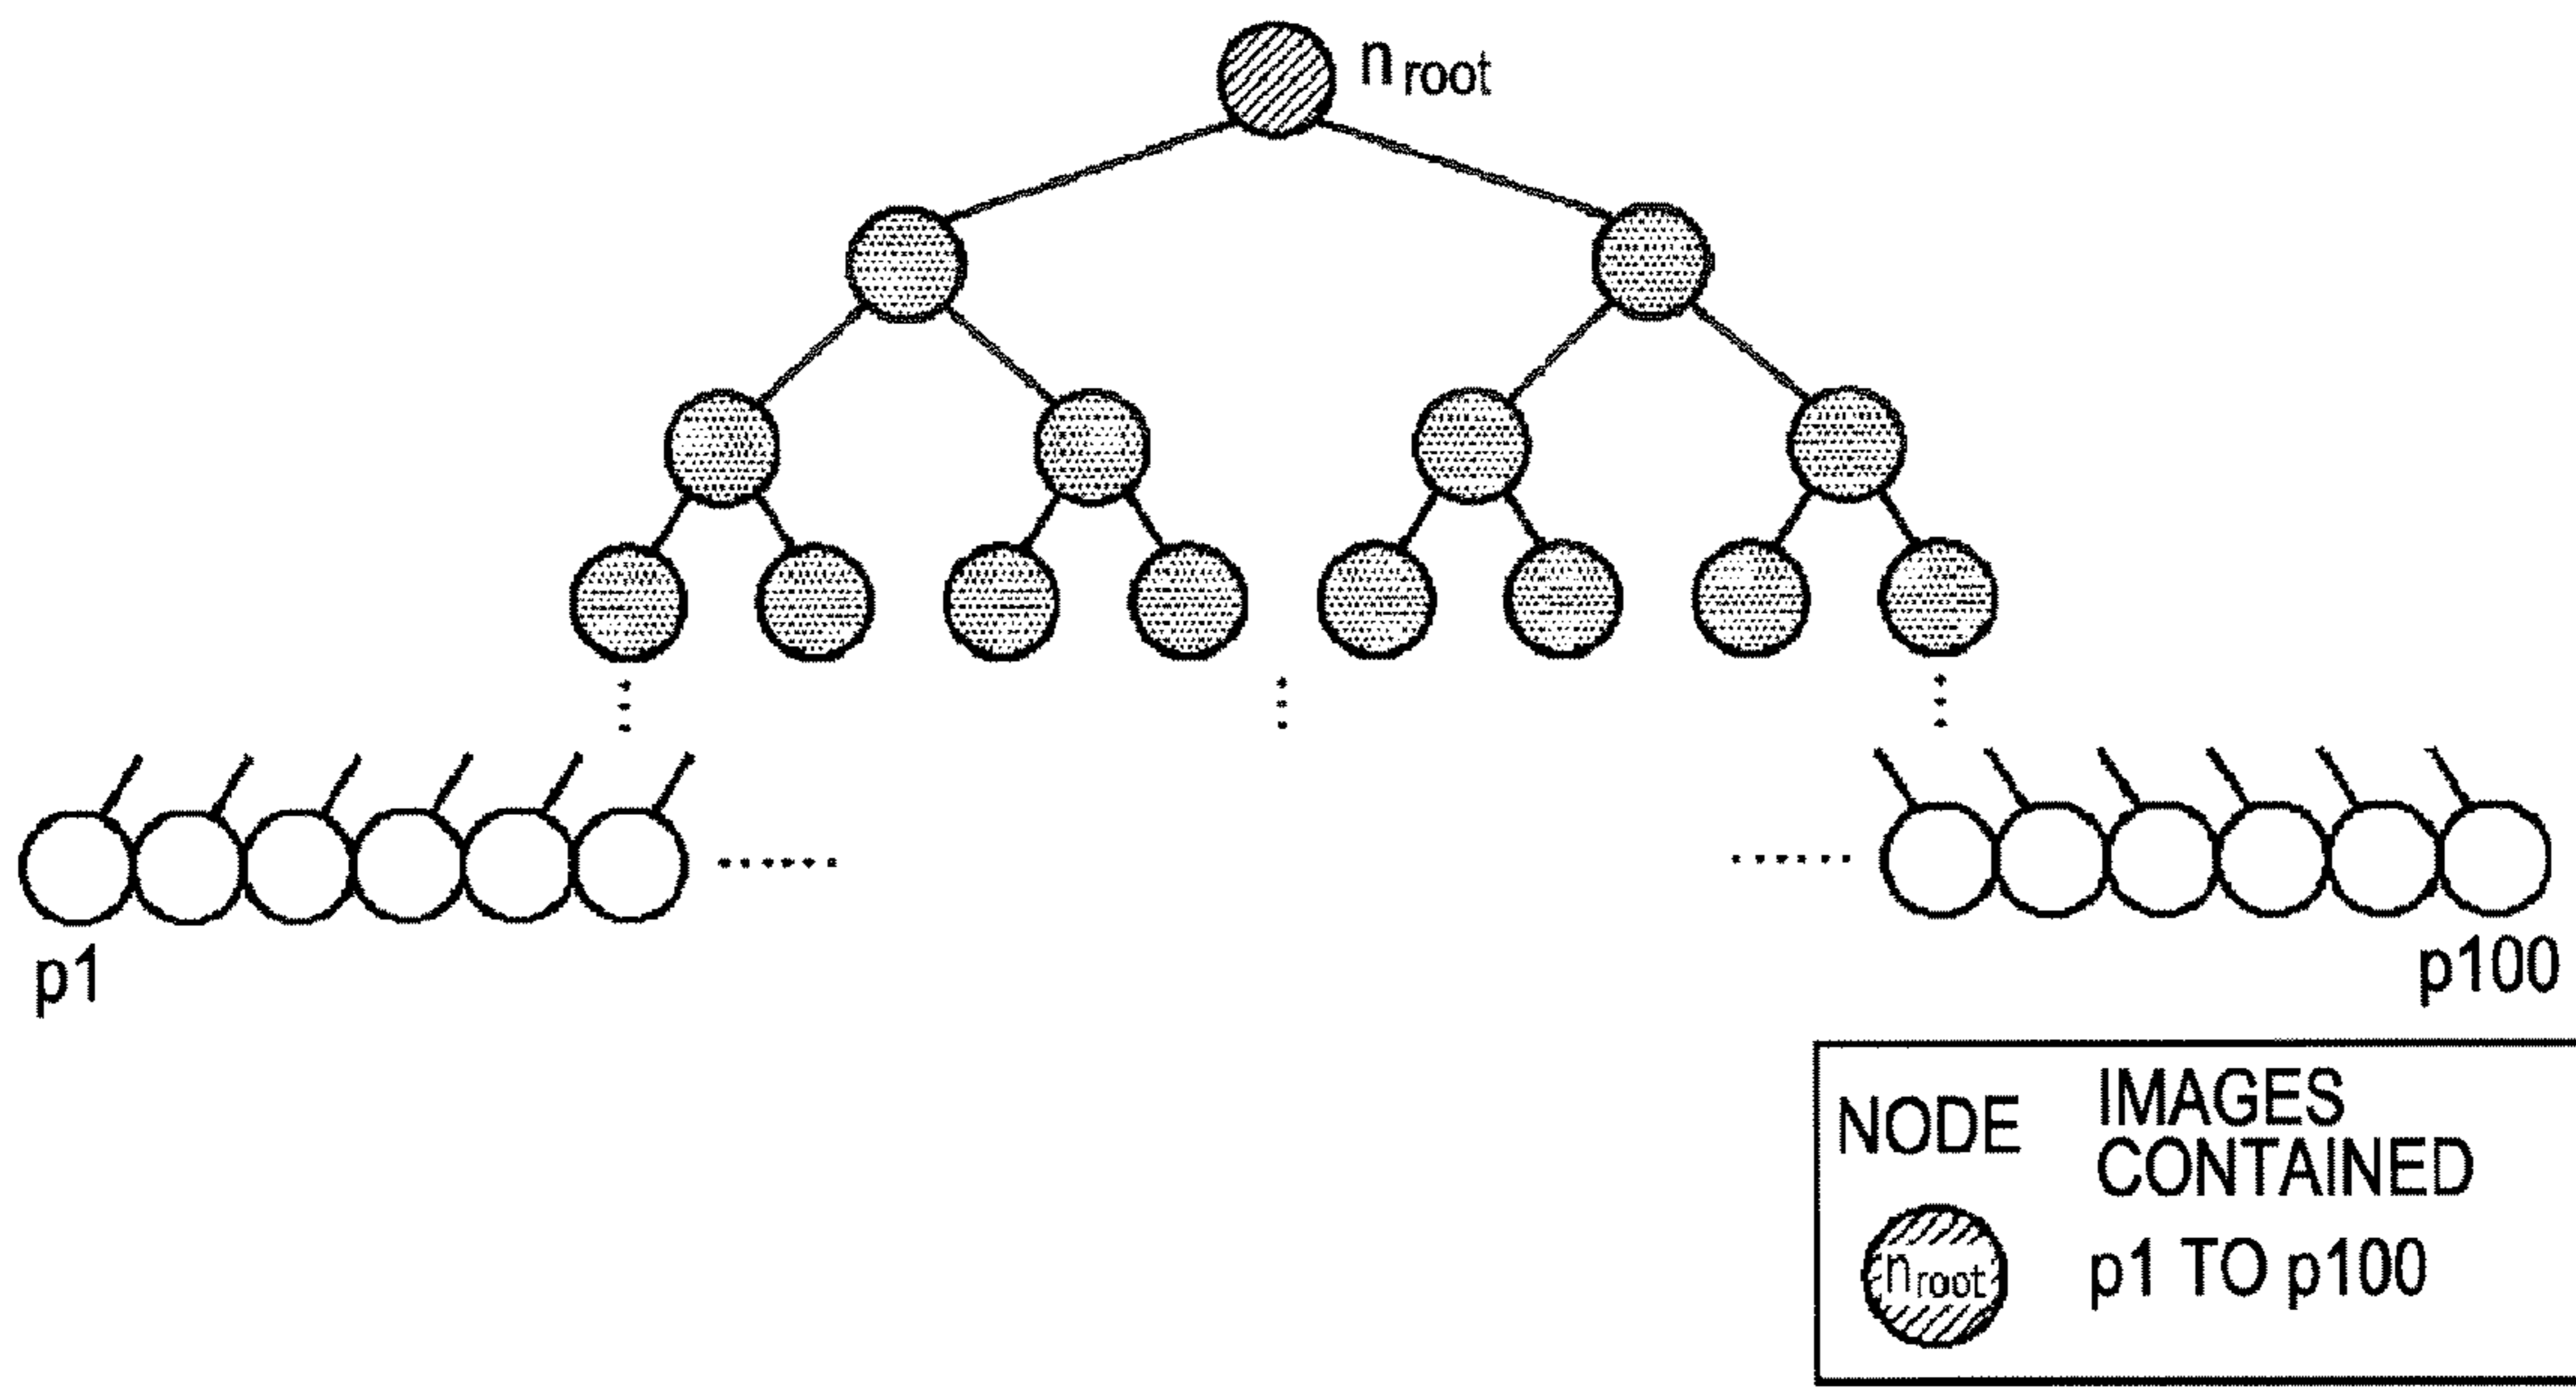 n root
p1
p100
NODE
IMAGES
CONTAINED
n root
p1 TO p100